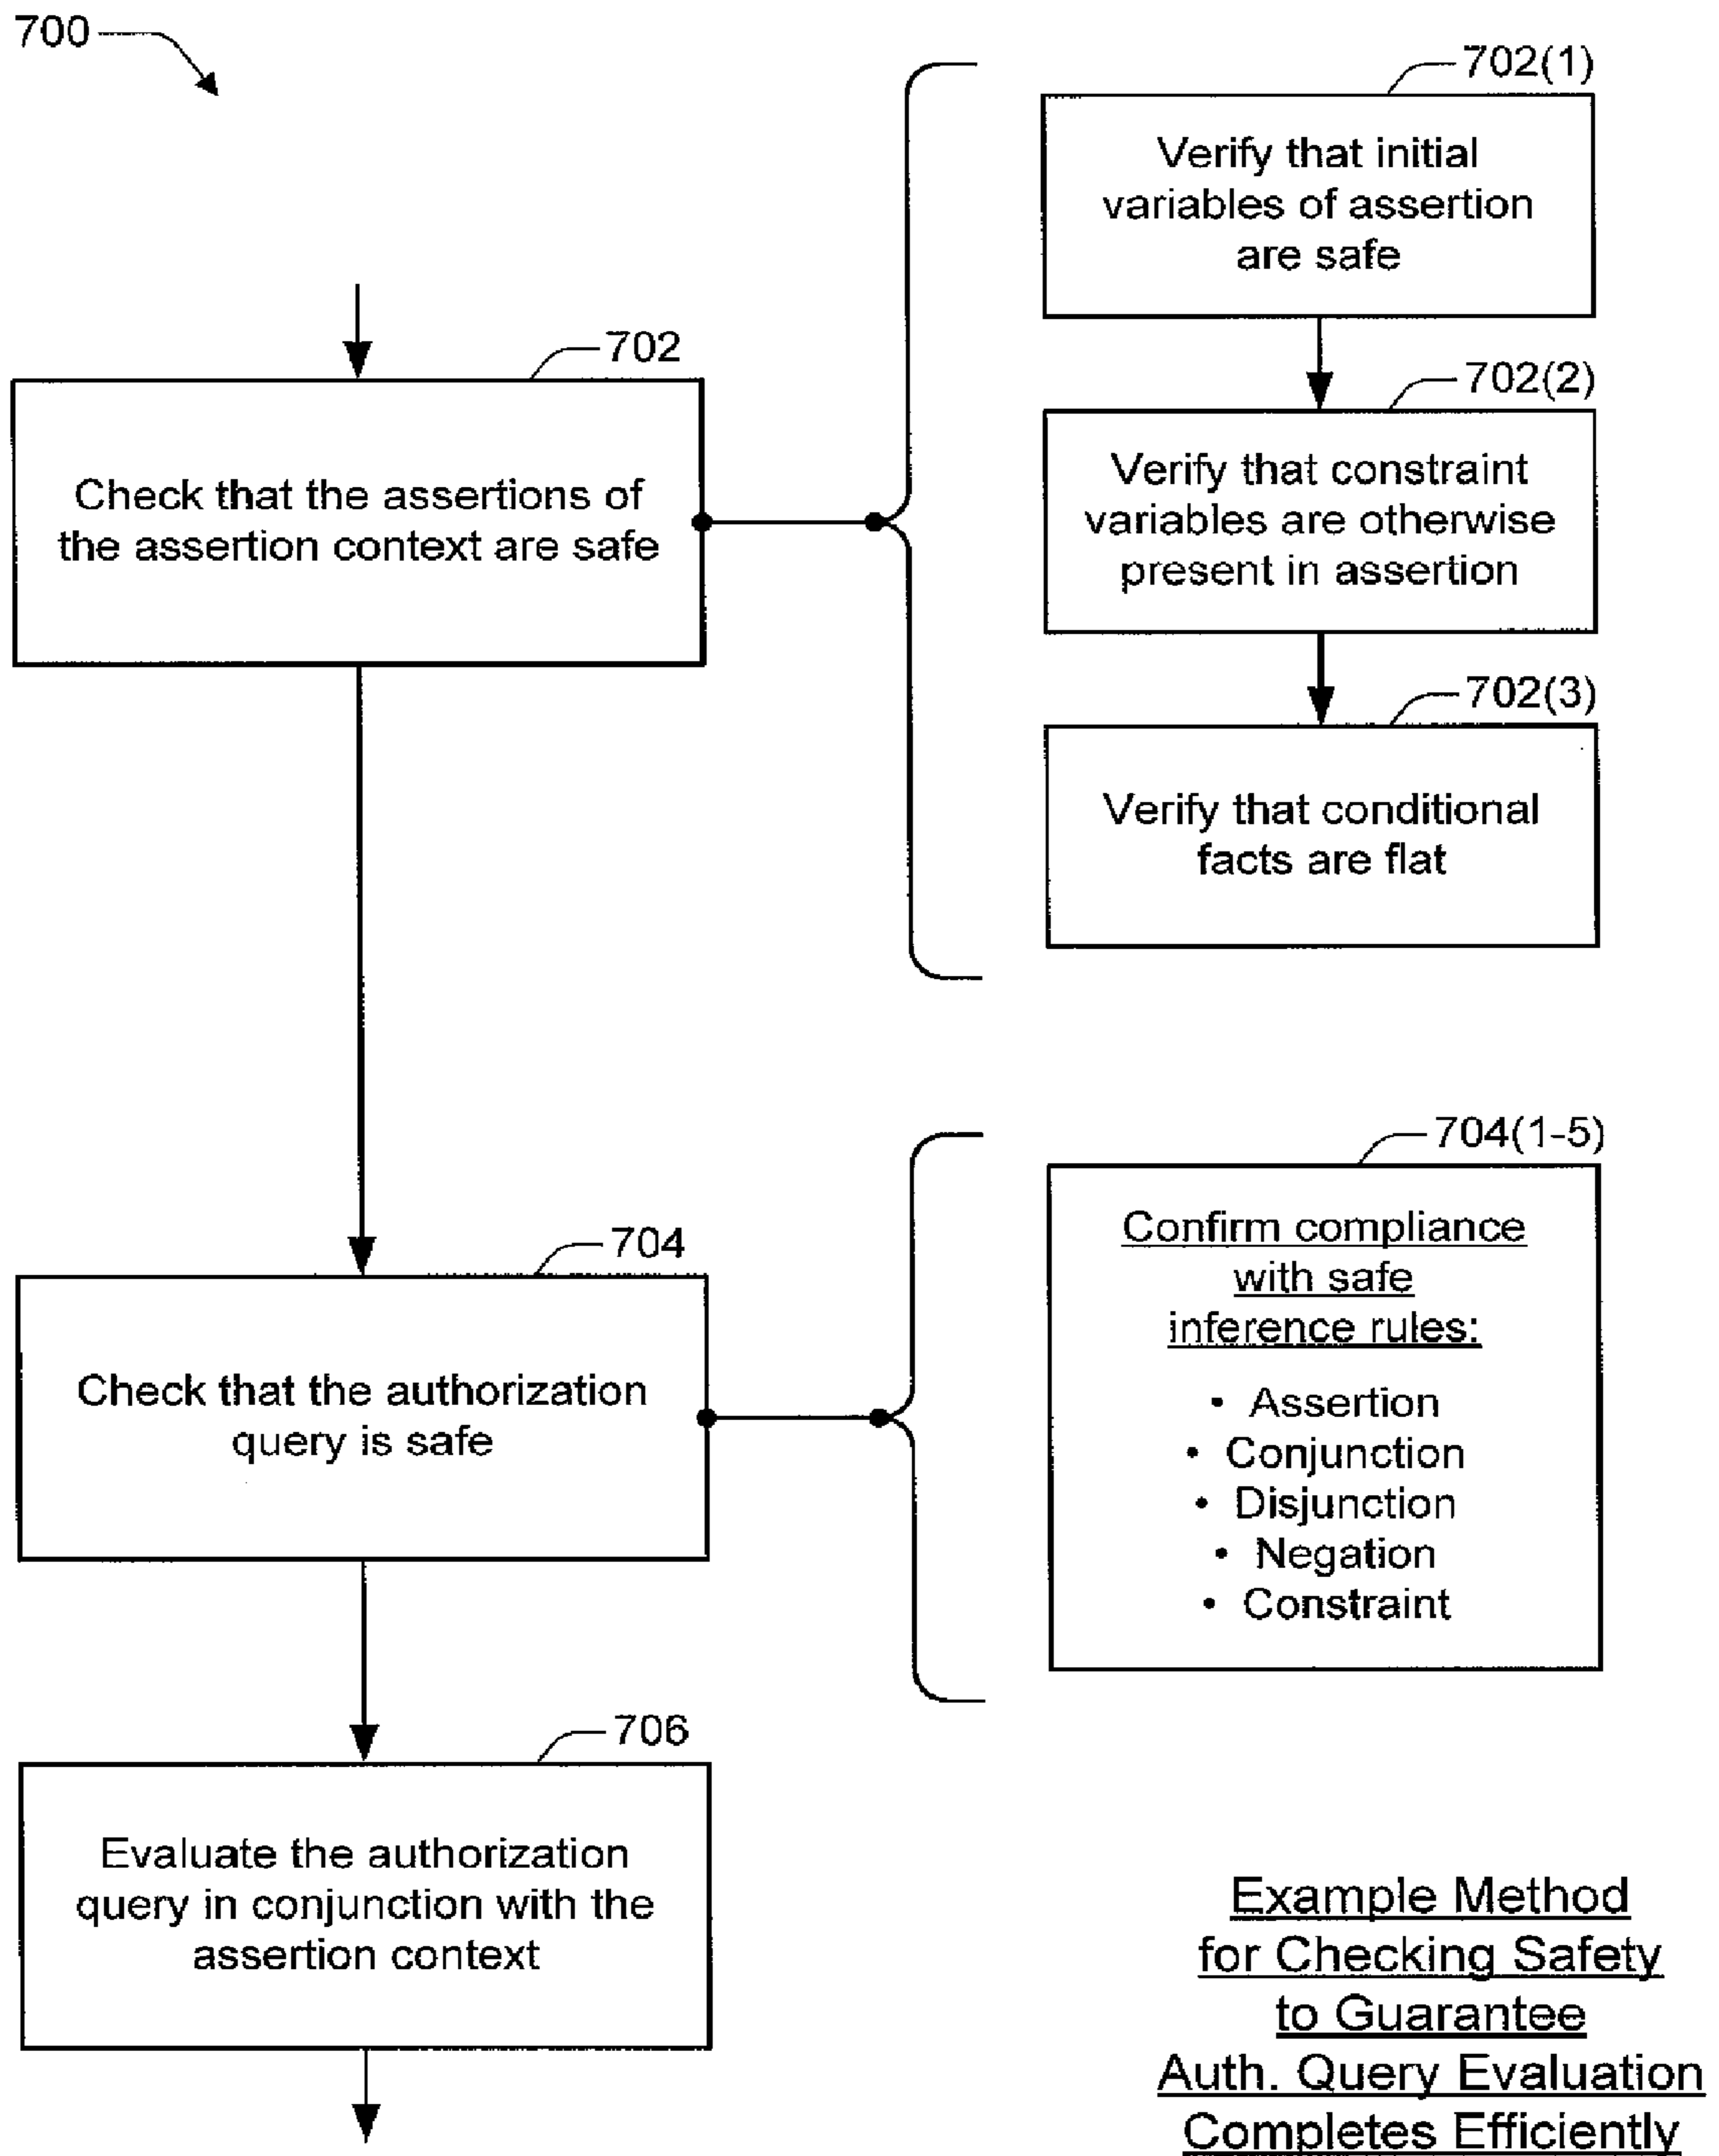 700
702
Check that the assertions of
the assertion context are safe
702(1)
Verify that initial
variables of assertion
are safe
702(2)
Verify that constraint
variables are otherwise
present in assertion
702(3)
Verify that conditional
facts are flat
704
Check that the authorization
query is safe
704(1-5)
Confirm compliance
with safe
inference rules:
• Assertion
• Conjunction
• Disjunction
• Negation
• Constraint
706
Evaluate the authorization
query in conjunction with the
assertion context
Example Method
for Checking Safety
to Guarantee
Auth. Query Evaluation
Completes Efficiently